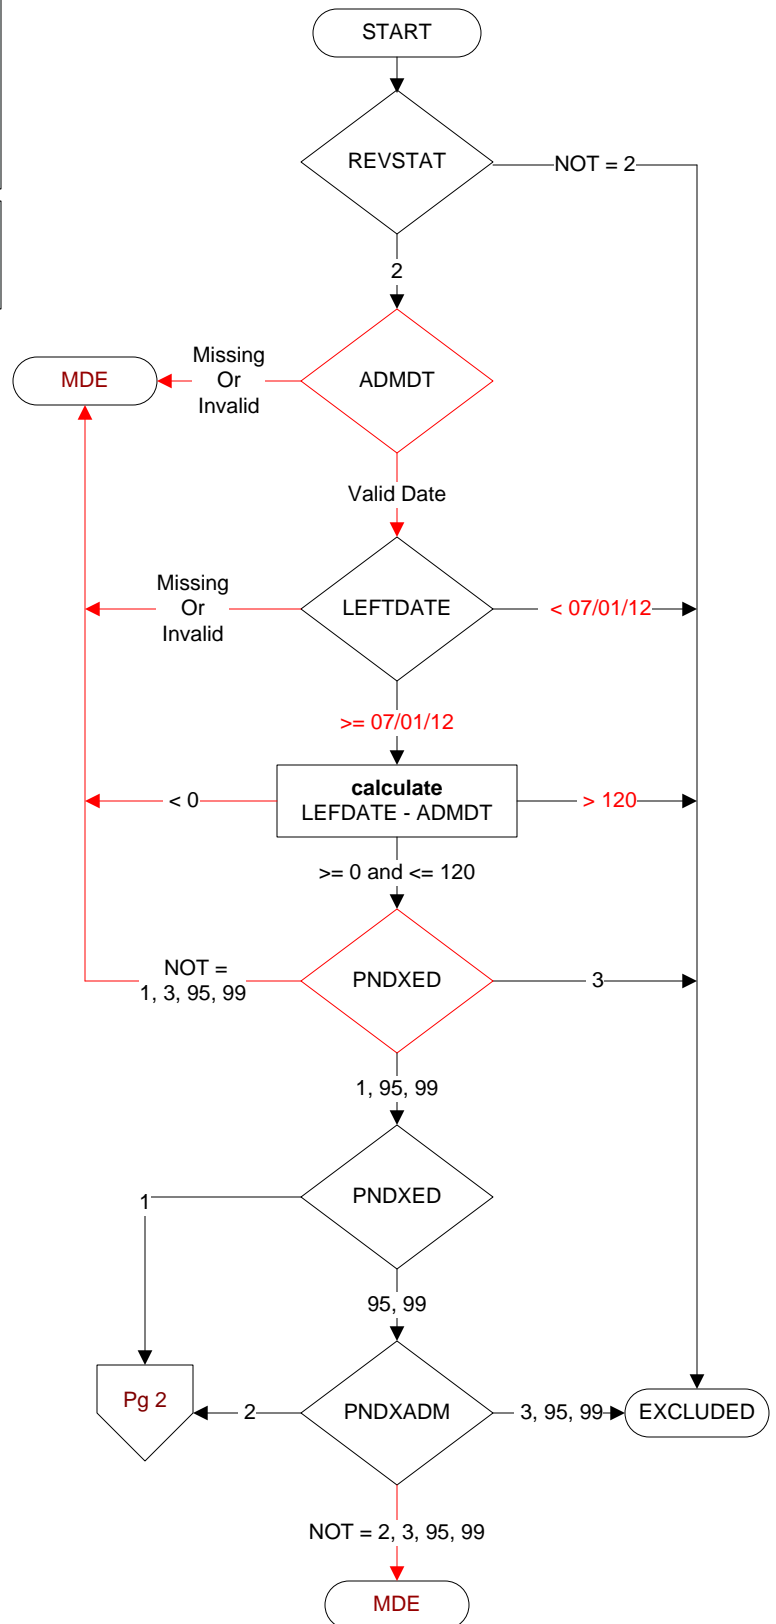 START
REVSTAT
NOT = 2
2
ADMDT
Missing
Or
Invalid
MDE
Valid Date
LEFTDATE
Missing
Or
Invalid
< 07/01/12
>= 07/01/12
calculate
LEFDATE - ADMDT
< 0
> 120
>= 0 and <= 120
PNDXED
NOT =
1, 3, 95, 99
3
1, 95, 99
PNDXED
1
95, 99
Pg 2
2
PNDXADM
3, 95, 99
EXCLUDED
NOT = 2, 3, 95, 99
MDE